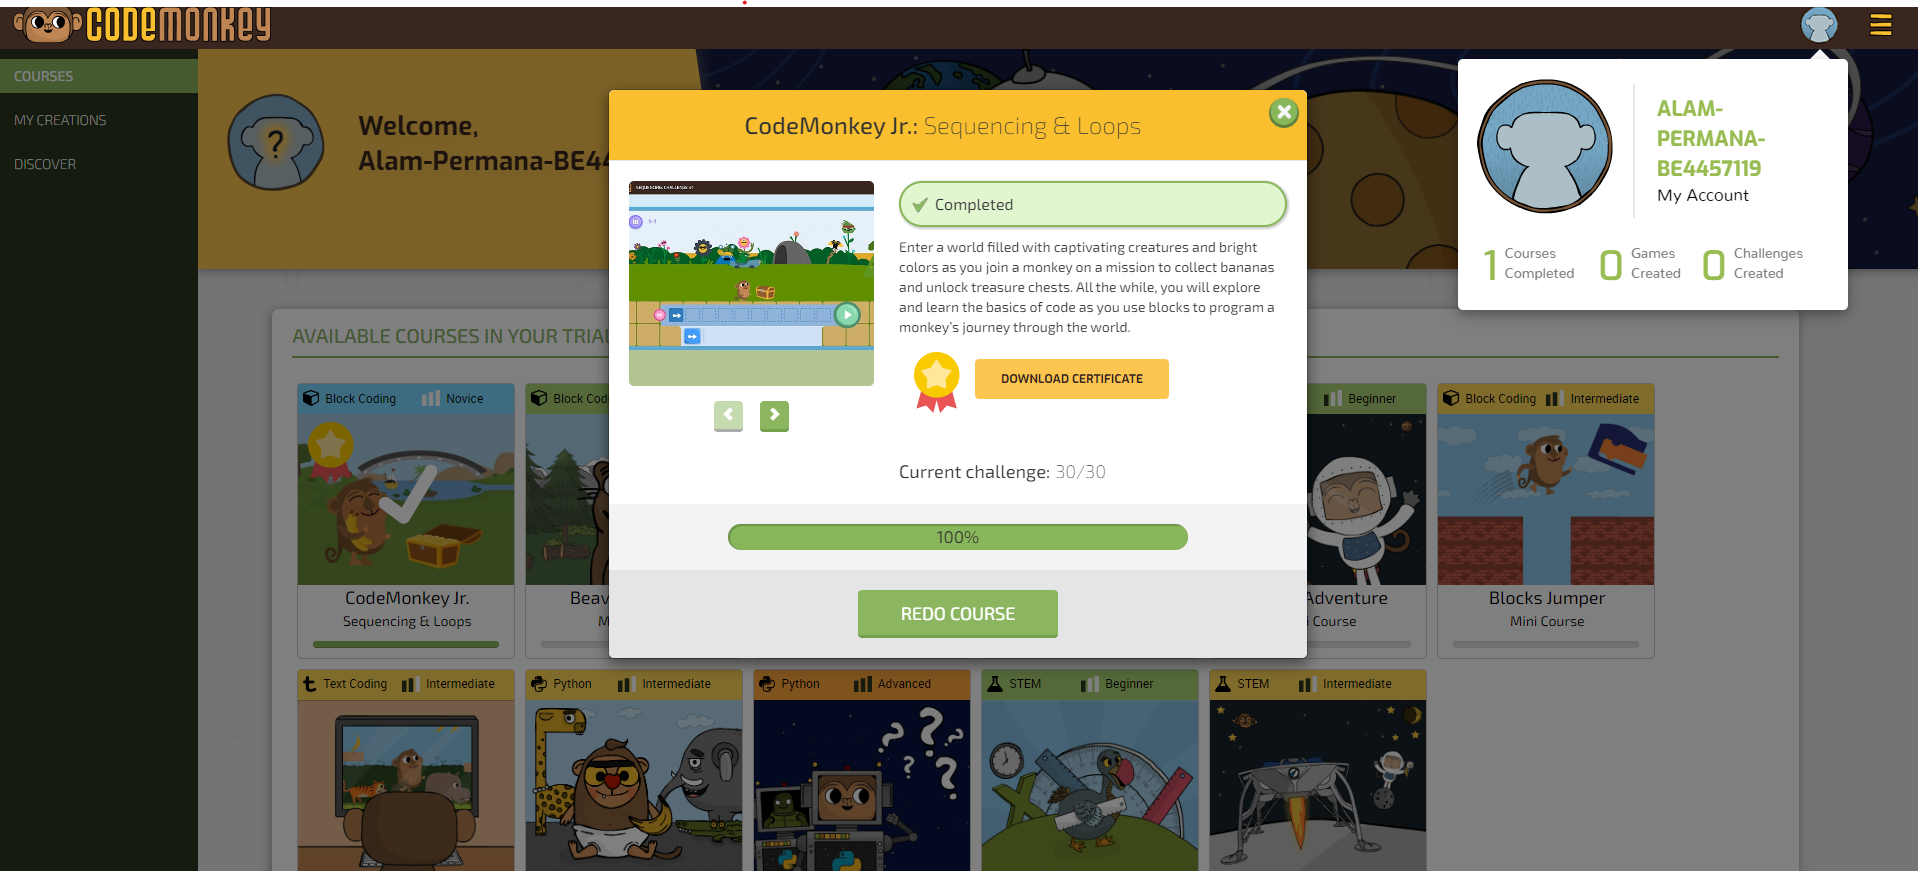 CODEMONKEY
COURSES
MY CREATIONS
DISCOVER
?
Welcome,
Alam-Permana-BE44
ALAM-
PERMANA-
BE4457119
My Account
1 Courses Completed
0 Games Created
0 Challenges Created
CodeMonkey Jr.: Sequencing & Loops
Completed
Enter a world filled with captivating creatures and bright
colors as you join a monkey on a mission to collect bananas
and unlock treasure chests. All the while, you will explore
and learn the basics of code as you use blocks to program a
monkey's journey through the world.
DOWNLOAD CERTIFICATE
Current challenge: 30/30
100%
REDO COURSE
AVAILABLE COURSES IN YOUR TRIAL
Block Coding Novice
CodeMonkey Jr.
Sequencing & Loops
Block Cod
Beav
M
Beginner
Adventure
Course
Block Coding Intermediate
Blocks Jumper
Mini Course
Text Coding Intermediate
Python Intermediate
Python Advanced
? ? ? ? ?
STEM Beginner
STEM Intermediate